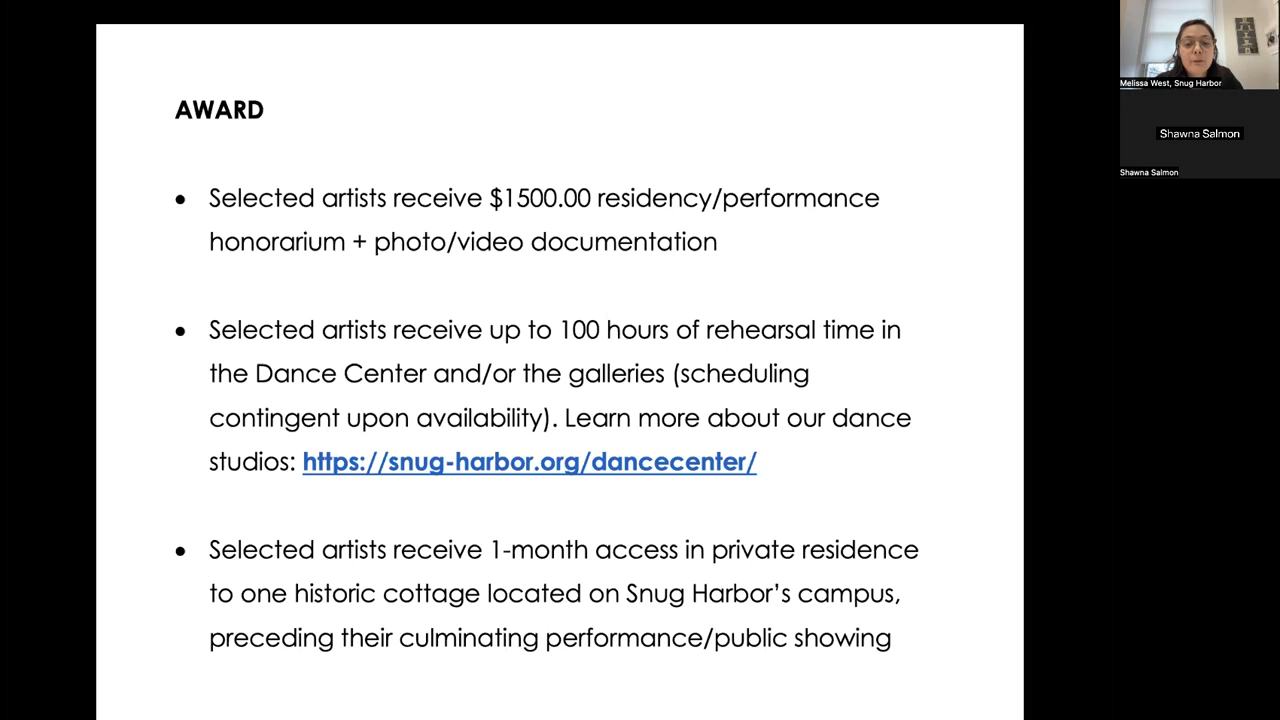 AWARD
• Selected artists receive $1500.00 residency/performance
honorarium + photo/video documentation
• Selected artists receive up to 100 hours of rehearsal time in
the Dance Center and/or the galleries (scheduling
contingent upon availability). Learn more about our dance
studios: https://snug-harbor.org/dancecenter/
• Selected artists receive 1-month access in private residence
to one historic cottage located on Snug Harbor’s campus,
preceding their culminating performance/public showing
Melissa West, Snug Harbor
Shawna Salmon
Shawna Salmon